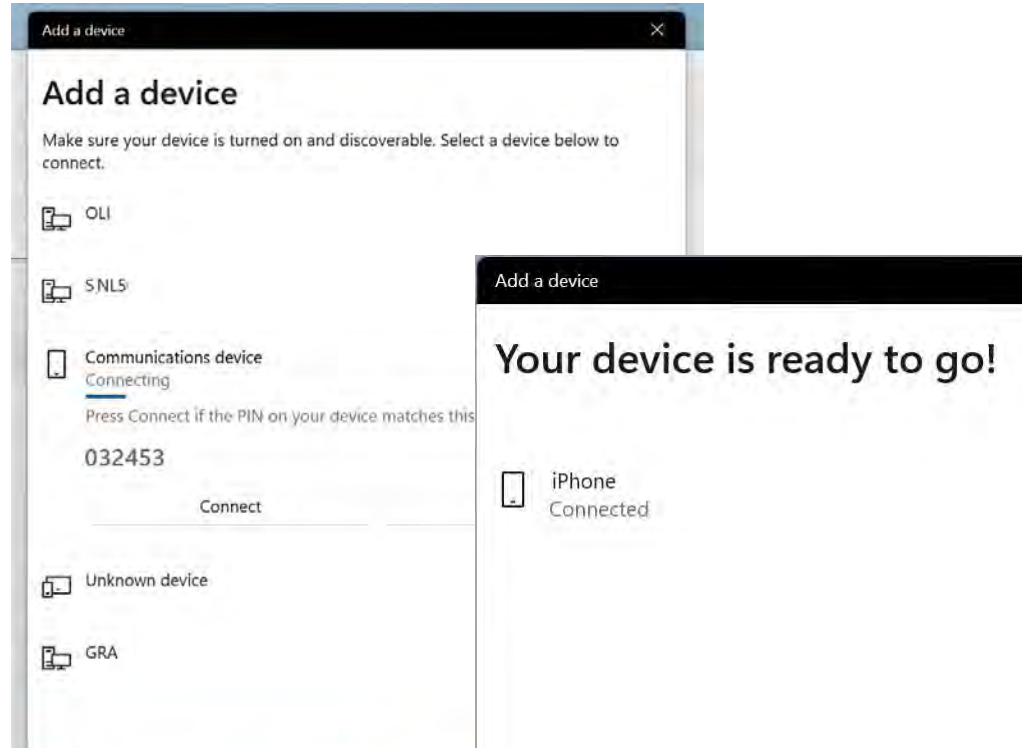 Add a device
Add a device
Make sure your device is turned on and discoverable. Select a device below to
connect.
OLI
SNL5
Communications device
Connecting
Press Connect if the PIN on your device matches this
032453
Connect
Unknown device
GRA
Add a device
Your device is ready to go!
iPhone
Connected